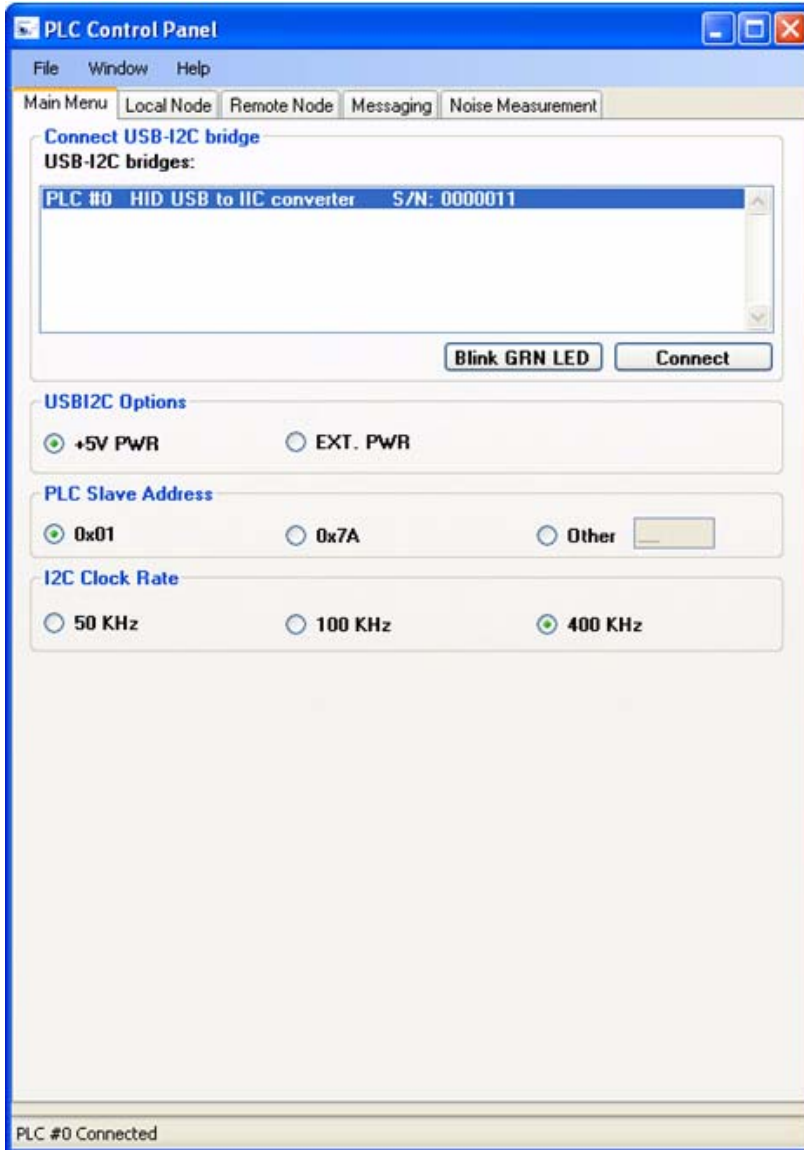 PLC Control Panel
File Window Help
Main Menu Local Node Remote Node Messaging Noise Measurement
Connect USB-I2C bridge
USB-I2C bridges:
PLC #0 HID USB to IIC converter S/N: 0000011
Blink GRN LED Connect
USBI2C Options
+5V PWR EXT. PWR
PLC Slave Address
0x01 0x7A Other __
I2C Clock Rate
50 KHz 100 KHz 400 KHz
PLC #0 Connected